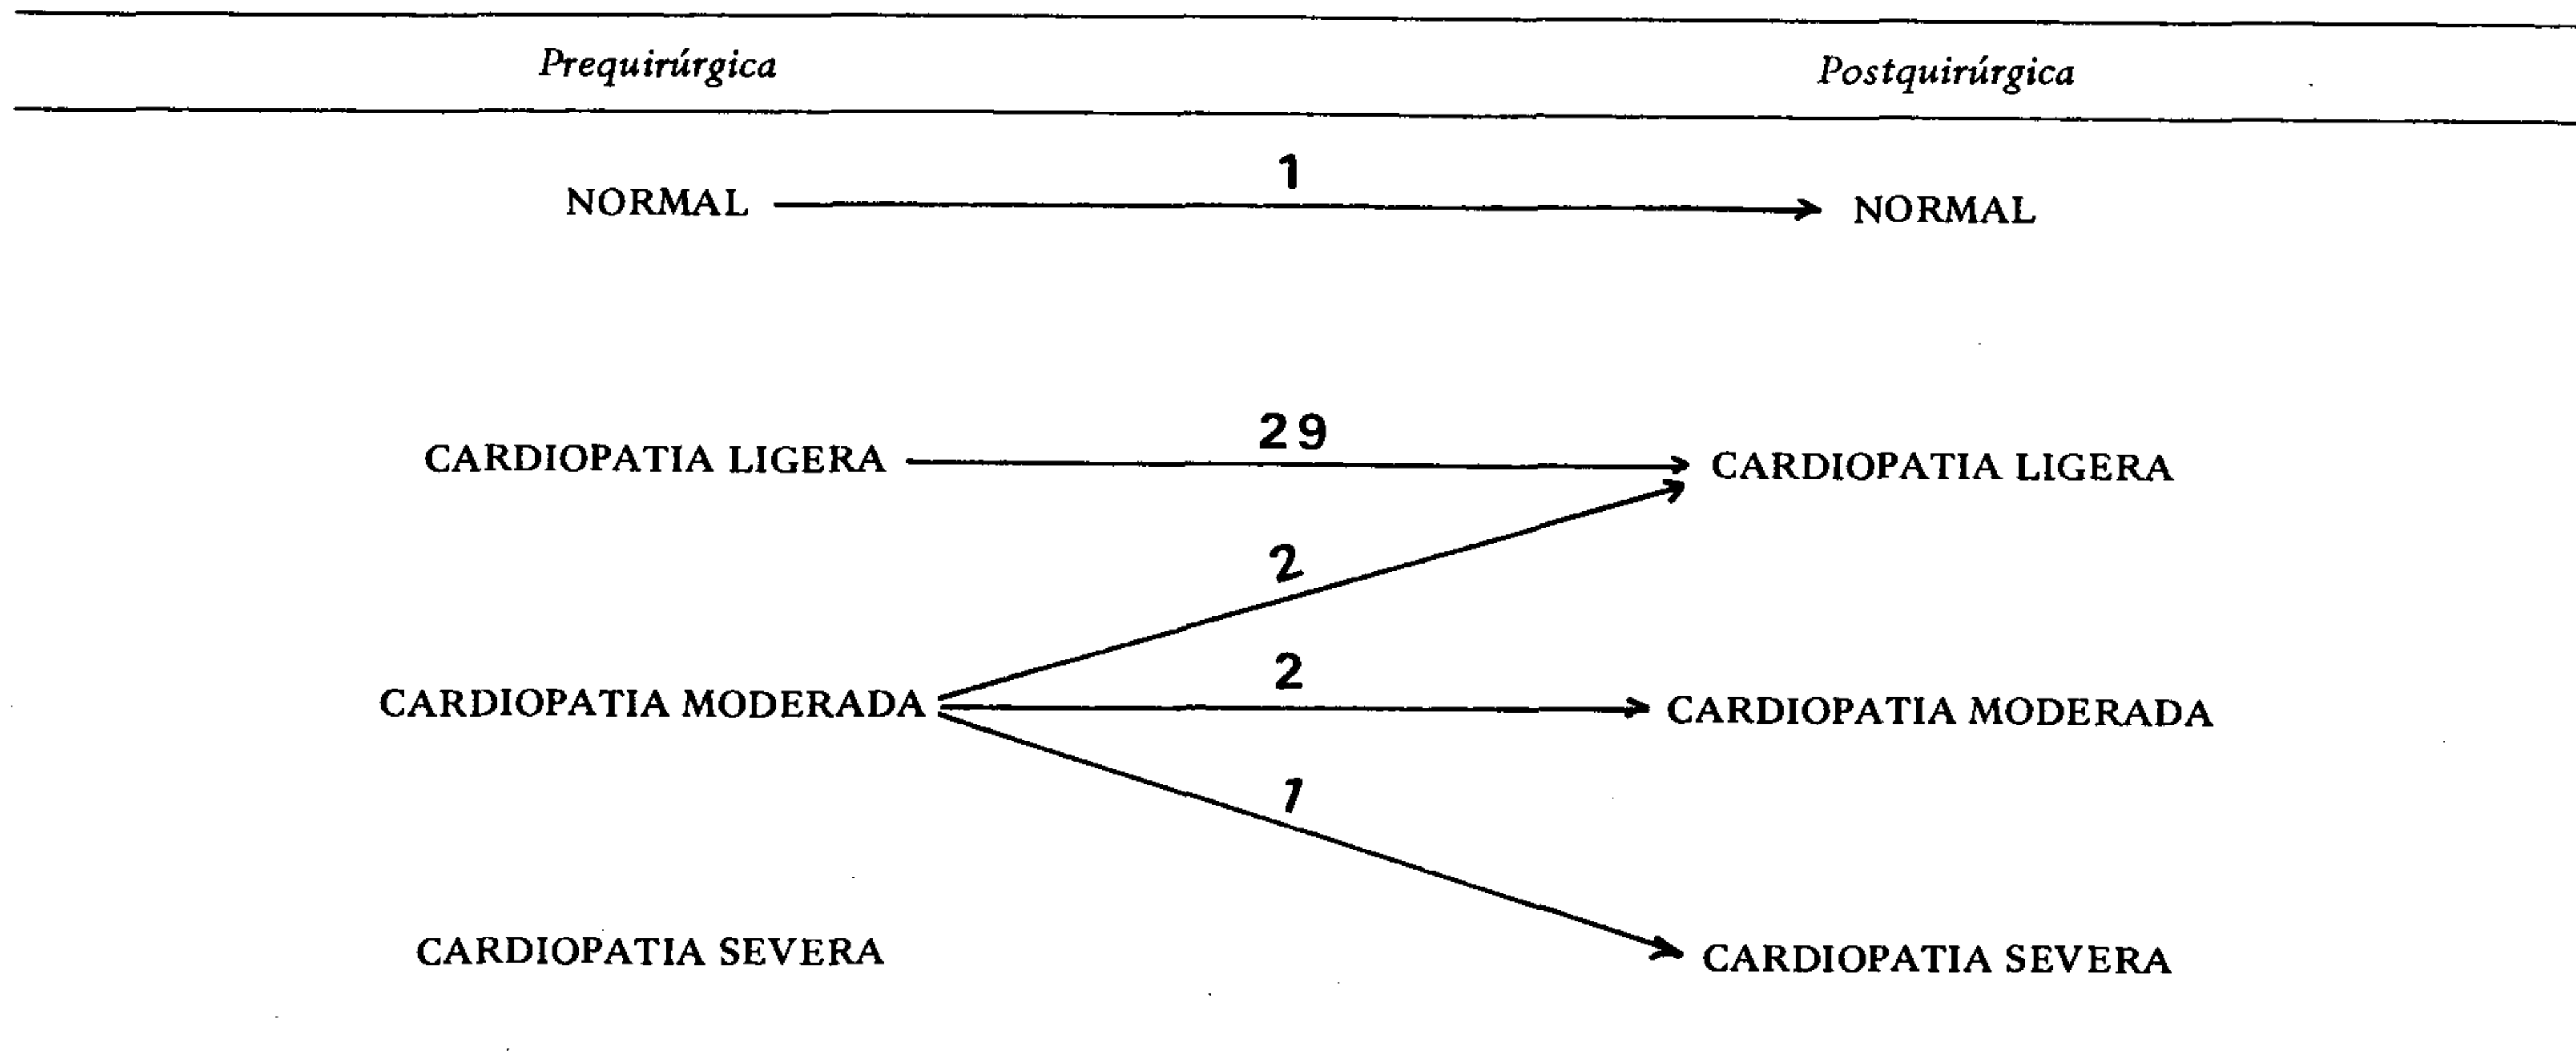 Prequirúrgica Postquirúrgica
1
NORMAL NORMAL
29
CARDIOPATIA LIGERA CARDIOPATIA LIGERA
2
2
CARDIOPATIA MODERADA CARDIOPATIA MODERADA
1
CARDIOPATIA SEVERA CARDIOPATIA SEVERA